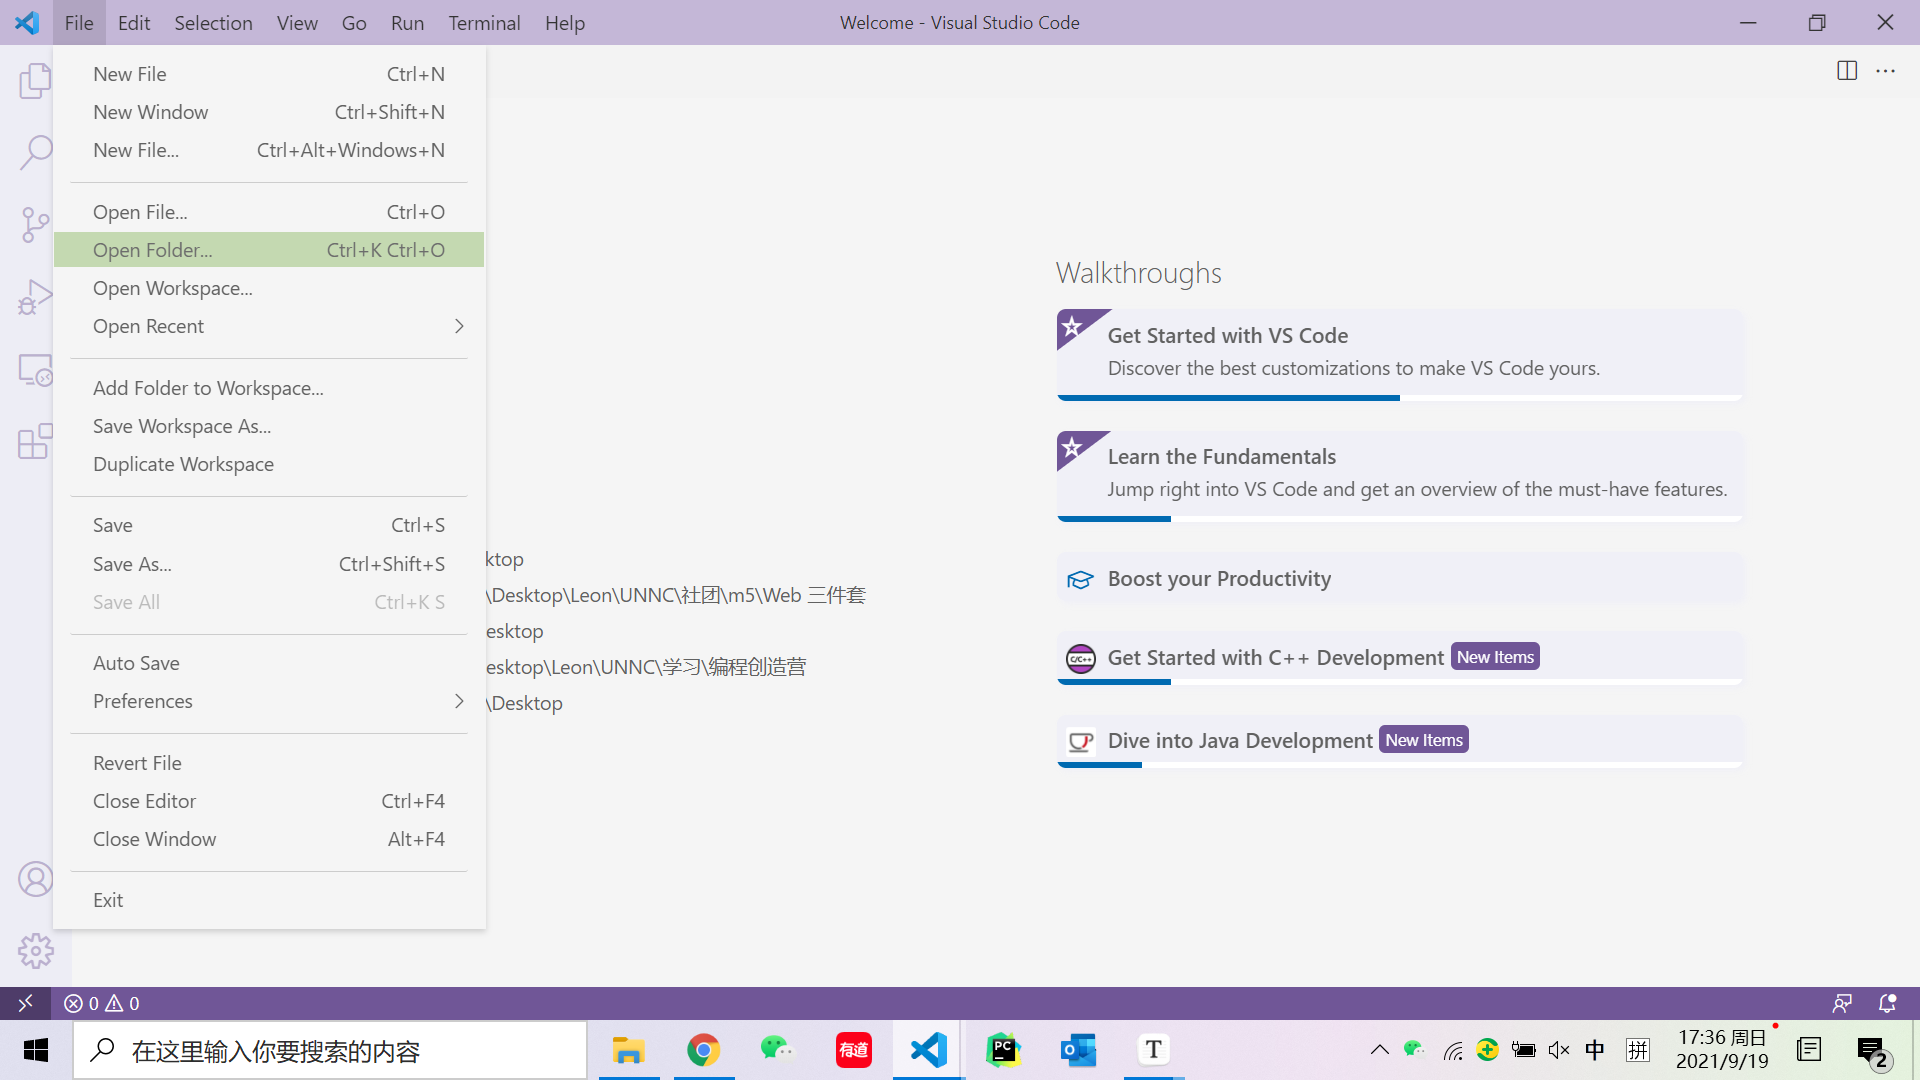 File Edit Selection View Go Run Terminal Help
Welcome - Visual Studio Code
New File Ctrl+N
New Window Ctrl+Shift+N
New File... Ctrl+Alt+Windows+N
Open File... Ctrl+O
Open Folder... Ctrl+K Ctrl+O
Open Workspace...
Open Recent
Add Folder to Workspace...
Save Workspace As...
Duplicate Workspace
Save Ctrl+S
Save As... Ctrl+Shift+S
Save All Ctrl+K S
Auto Save
Preferences
Revert File
Close Editor Ctrl+F4
Close Window Alt+F4
Exit
ktop
\Desktop\Leon\UNNC\社团\m5\Web 三件套
esktop
esktop\Leon\UNNC\学习\编程创造营
\Desktop
Walkthroughs
Get Started with VS Code
Discover the best customizations to make VS Code yours.
Learn the Fundamentals
Jump right into VS Code and get an overview of the must-have features.
Boost your Productivity
C/C++
Get Started with C++ Development New Items
Dive into Java Development New Items
0 0
在这里输入你要搜索的内容
有道
PC
O
T
中
拼
17:36 周日
2021/9/19
2